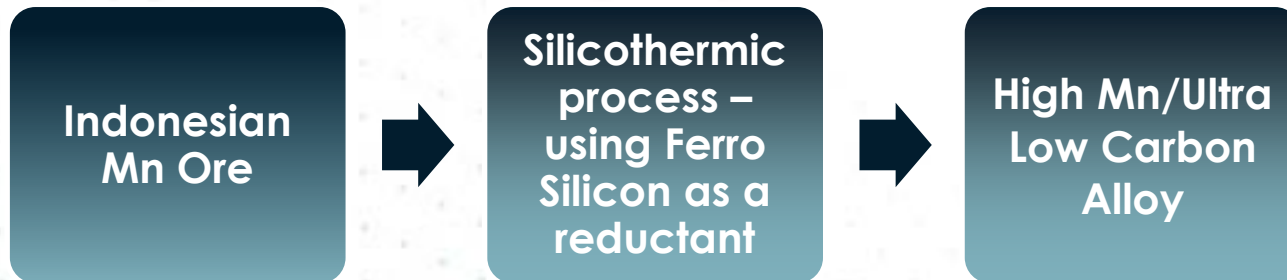 Indonesian
Mn Ore
Silicothermic
process –
using Ferro
Silicon as a
reductant
High Mn/Ultra
Low Carbon
Alloy